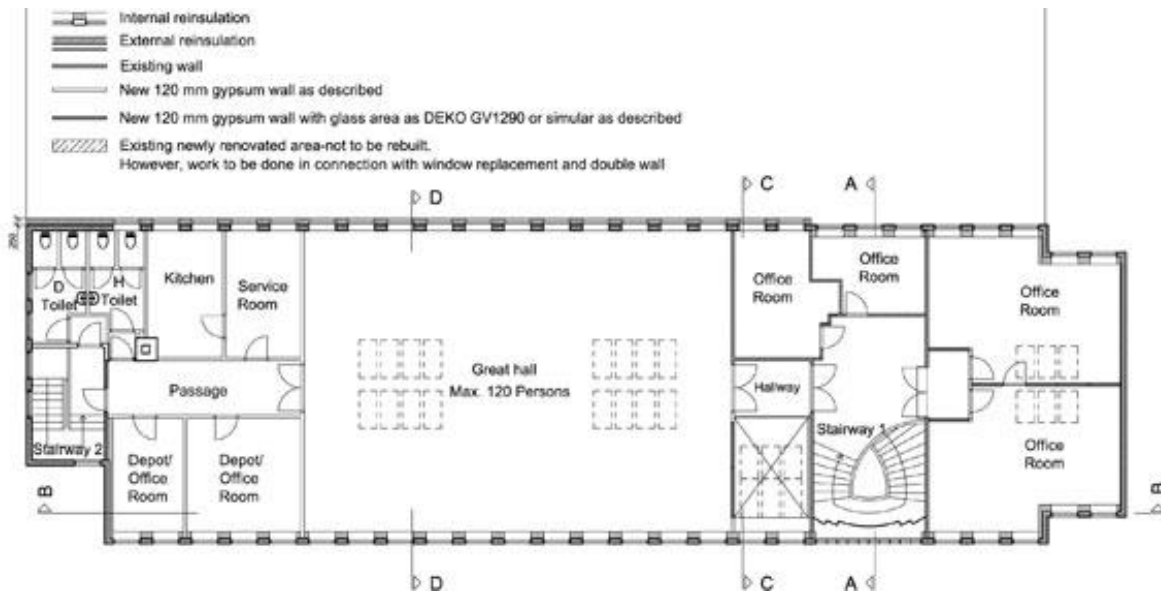 Internal reinsulation
External reinsulation
Existing wall
New 120 mm gypsum wall as described
New 120 mm gypsum wall with glass area as DEKO GV1290 or simular as described
Existing newly renovated area-not to be rebuilt.
However, work to be done in connection with window replacement and double wall
D
C
A
D
Toilet
H
Toilet
Kitchen
Service
Room
Office
Room
Office
Room
Office
Room
Great hall
Max. 120 Persons
Passage
Hallway
Stairway 2
Stairway 1
Depot/
Office
Room
Depot/
Office
Room
Office
Room
B
B
D
C
A